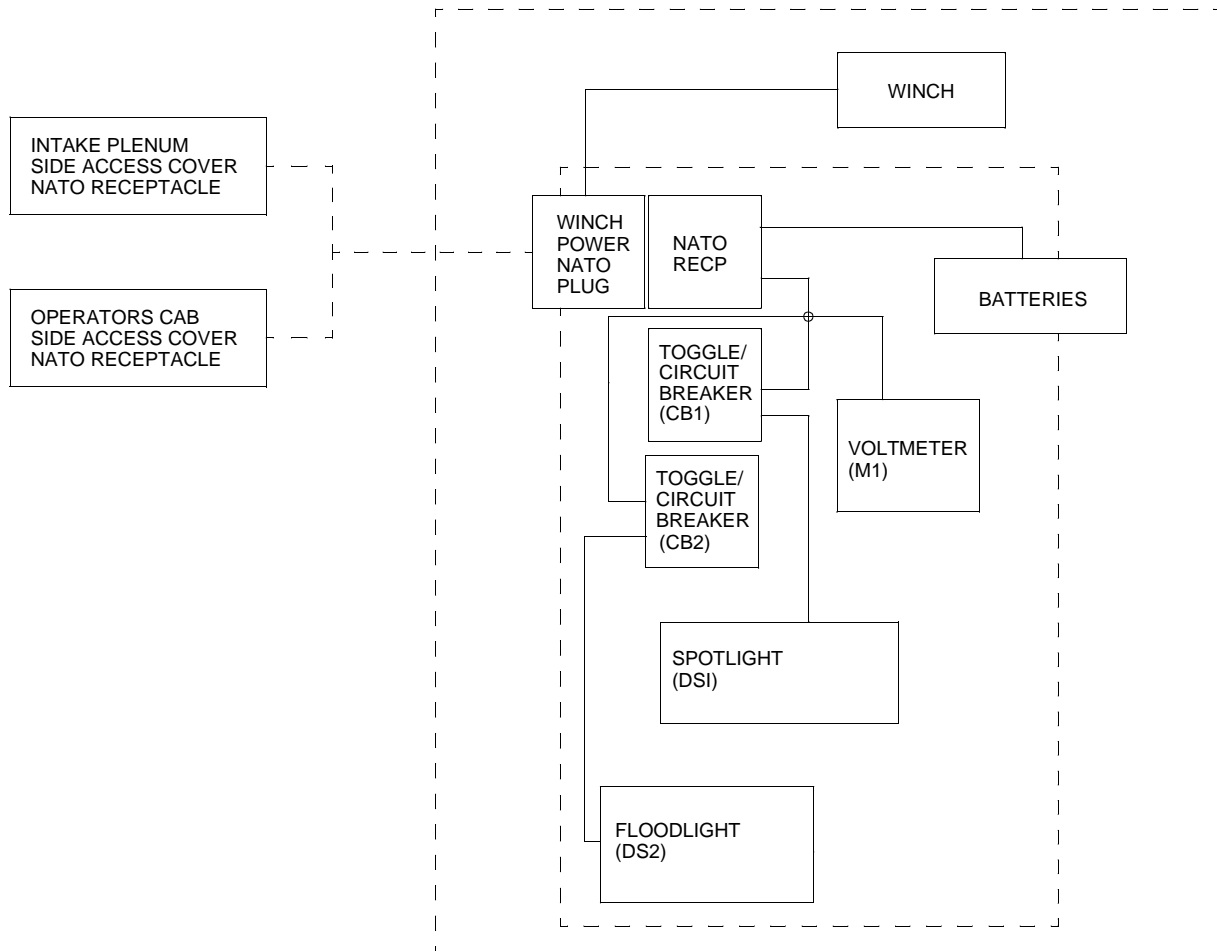 WINCH
INTAKE PLENUM
SIDE ACCESS COVER
NATO RECEPTACLE
WINCH
POWER
NATO
PLUG
NATO
RECP
BATTERIES
OPERATORS CAB
SIDE ACCESS COVER
NATO RECEPTACLE
TOGGLE/
CIRCUIT
BREAKER
(CB1)
VOLTMETER
(M1)
TOGGLE/
CIRCUIT
BREAKER
(CB2)
SPOTLIGHT
(DSI)
FLOODLIGHT
(DS2)